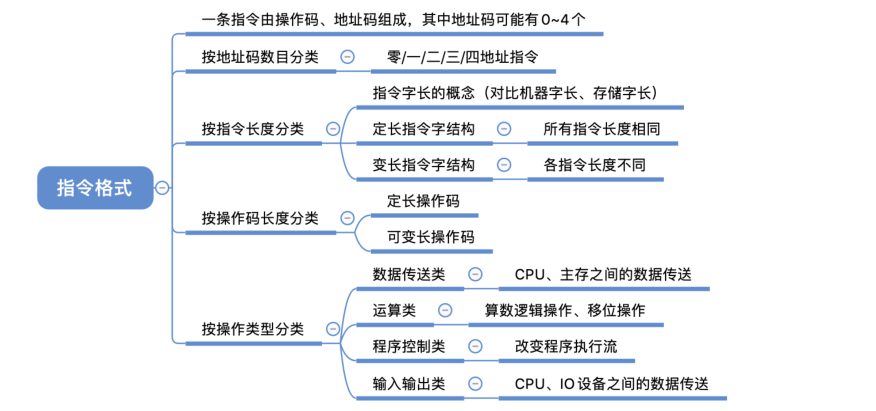 指令格式
一条指令由操作码、地址码组成，其中地址码可能有0~4个
按地址码数目分类
零/一/二/三/四地址指令
按指令长度分类
指令字长的概念（对比机器字长、存储字长）
定长指令字结构
所有指令长度相同
变长指令字结构
各指令长度不同
按操作码长度分类
定长操作码
可变长操作码
按操作类型分类
数据传送类
CPU、主存之间的数据传送
运算类
算数逻辑操作、移位操作
程序控制类
改变程序执行流
输入输出类
CPU、IO设备之间的数据传送